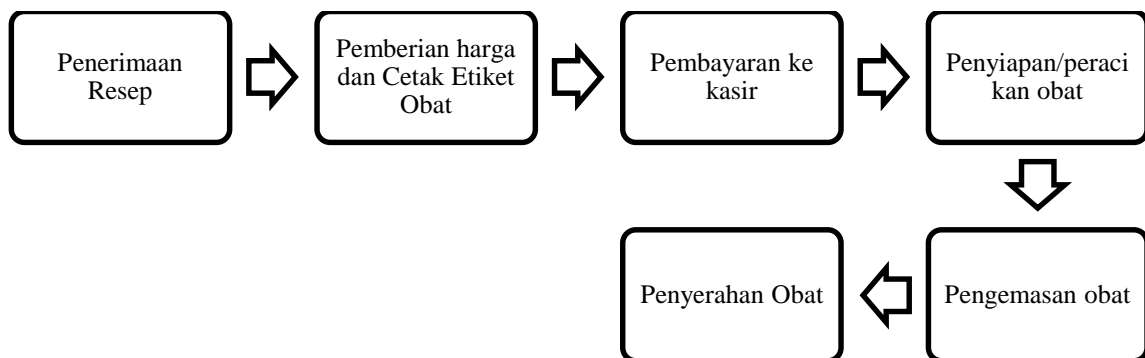 Penerimaan
Resep
Pemberian harga
dan Cetak Etiket
Obat
Pembayaran ke
kasir
Penyiapan/peraci
kan obat
Penyerahan Obat
Pengemasan obat